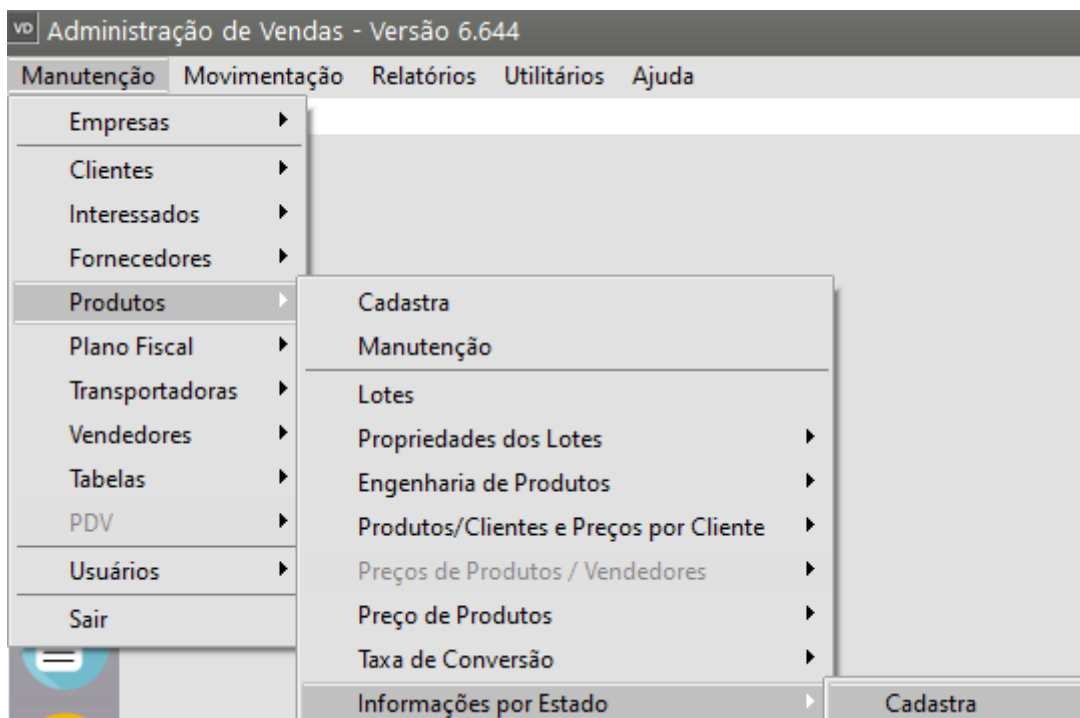 VD Administração de Vendas - Versão 6.644
Manutenção Movimentação Relatórios Utilitários Ajuda
Empresas
Clientes
Interessados
Fornecedores
Produtos
Plano Fiscal
Transportadoras
Vendedores
Tabelas
PDV
Usuários
Sair
Cadastra
Manutenção
Lotes
Propriedades dos Lotes
Engenharia de Produtos
Produtos/Clientes e Preços por Cliente
Preços de Produtos / Vendedores
Preço de Produtos
Taxa de Conversão
Informações por Estado
Cadastra